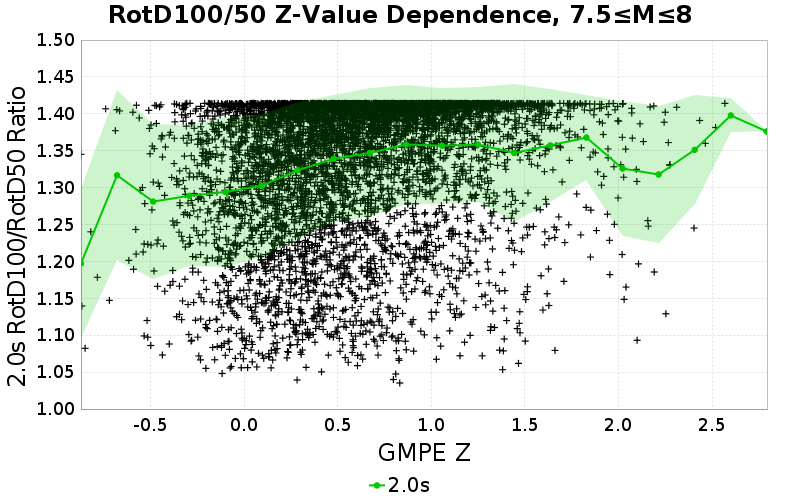 RotD100/50 Z-Value Dependence, 7.5≤M≤8
2.0s RotD100/RotD50 Ratio
1.50
1.45
1.40
1.35
1.30
1.25
1.20
1.15
1.10
1.05
1.00
-0.5 0.0 0.5 1.0 1.5 2.0 2.5
GMPE Z
2.0s